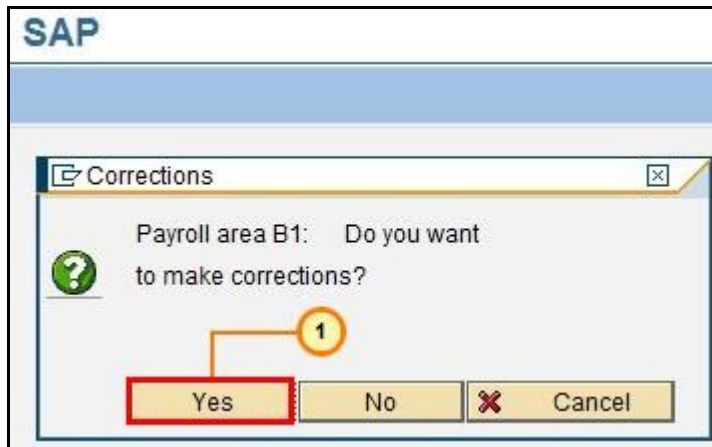 SAP
Corrections
Payroll area B1: Do you want
to make corrections?
1
Yes No Cancel